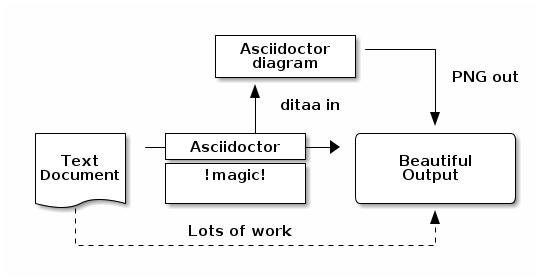 Asciidoctor
diagram
PNG out
ditaa in
Asciidoctor
!magic!
Text
Document
Beautiful
Output
Lots of work